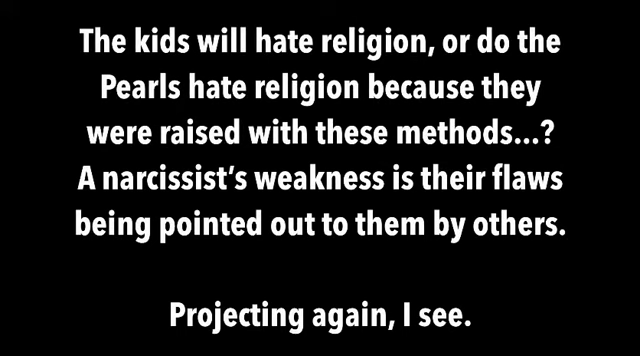 The kids will hate religion, or do the
Pearls hate religion because they
were raised with these methods...?
A narcissist's weakness is their flaws
being pointed out to them by others.
Projecting again, I see.